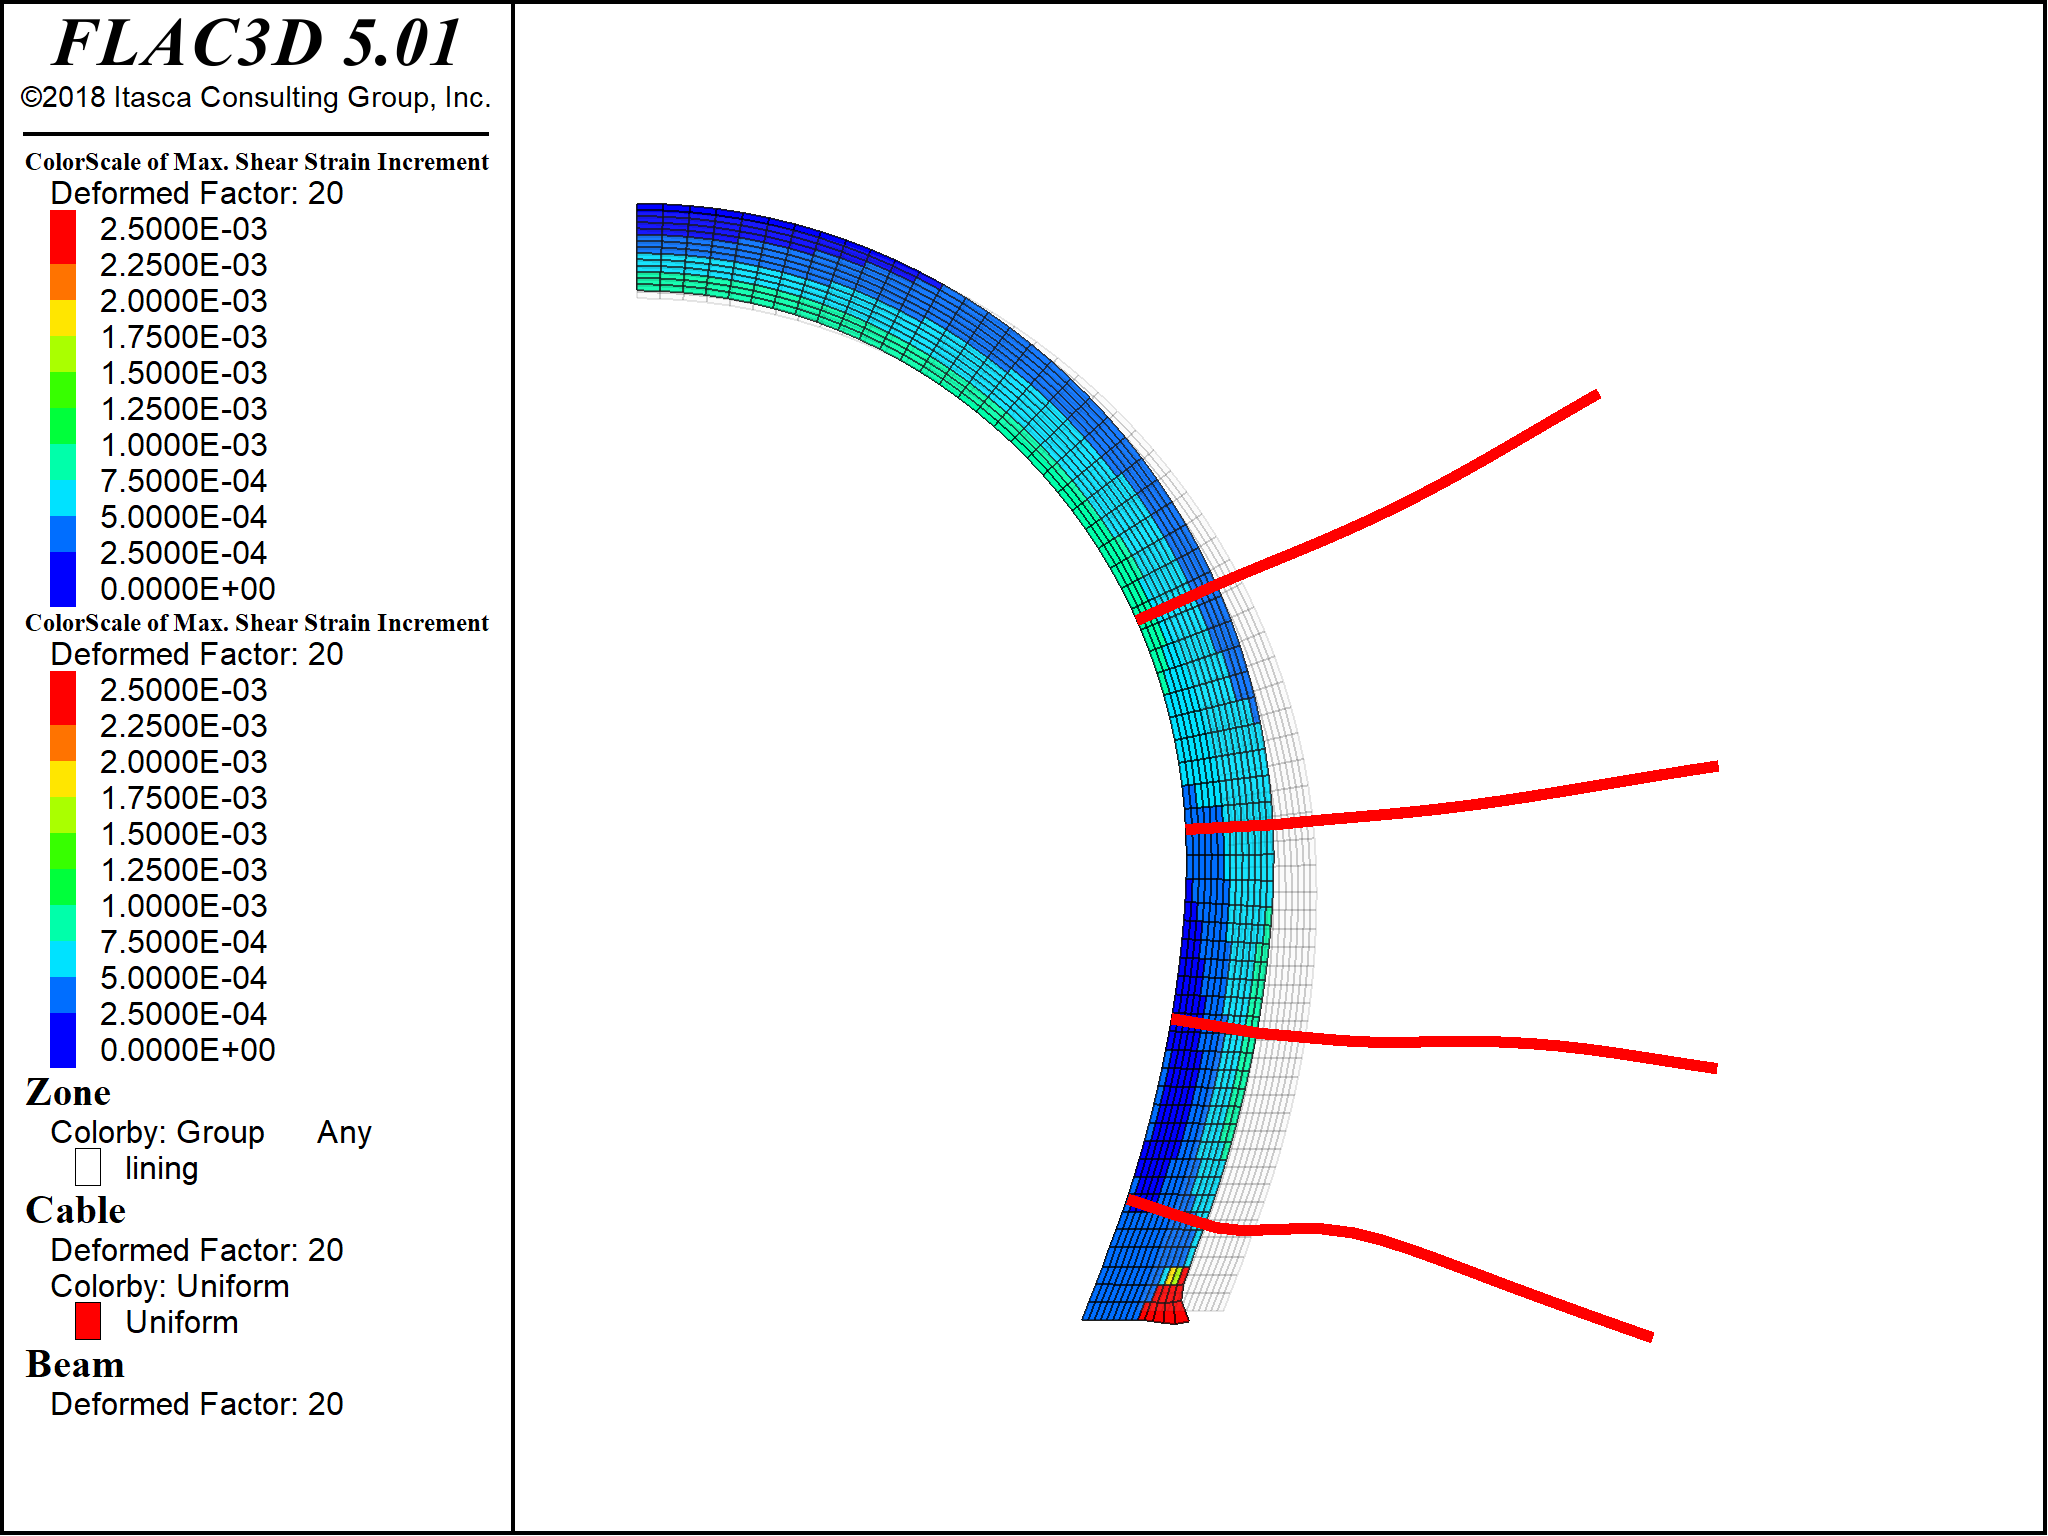 FLAC3D 5.01
©2018 Itasca Consulting Group, Inc.
ColorScale of Max. Shear Strain Increment
Deformed Factor: 20
2.5000E-03
2.2500E-03
2.0000E-03
1.7500E-03
1.5000E-03
1.2500E-03
1.0000E-03
7.5000E-04
5.0000E-04
2.5000E-04
0.0000E+00
ColorScale of Max. Shear Strain Increment
Deformed Factor: 20
2.5000E-03
2.2500E-03
2.0000E-03
1.7500E-03
1.5000E-03
1.2500E-03
1.0000E-03
7.5000E-04
5.0000E-04
2.5000E-04
0.0000E+00
Zone
Colorby: Group Any
lining
Cable
Deformed Factor: 20
Colorby: Uniform
Uniform
Beam
Deformed Factor: 20